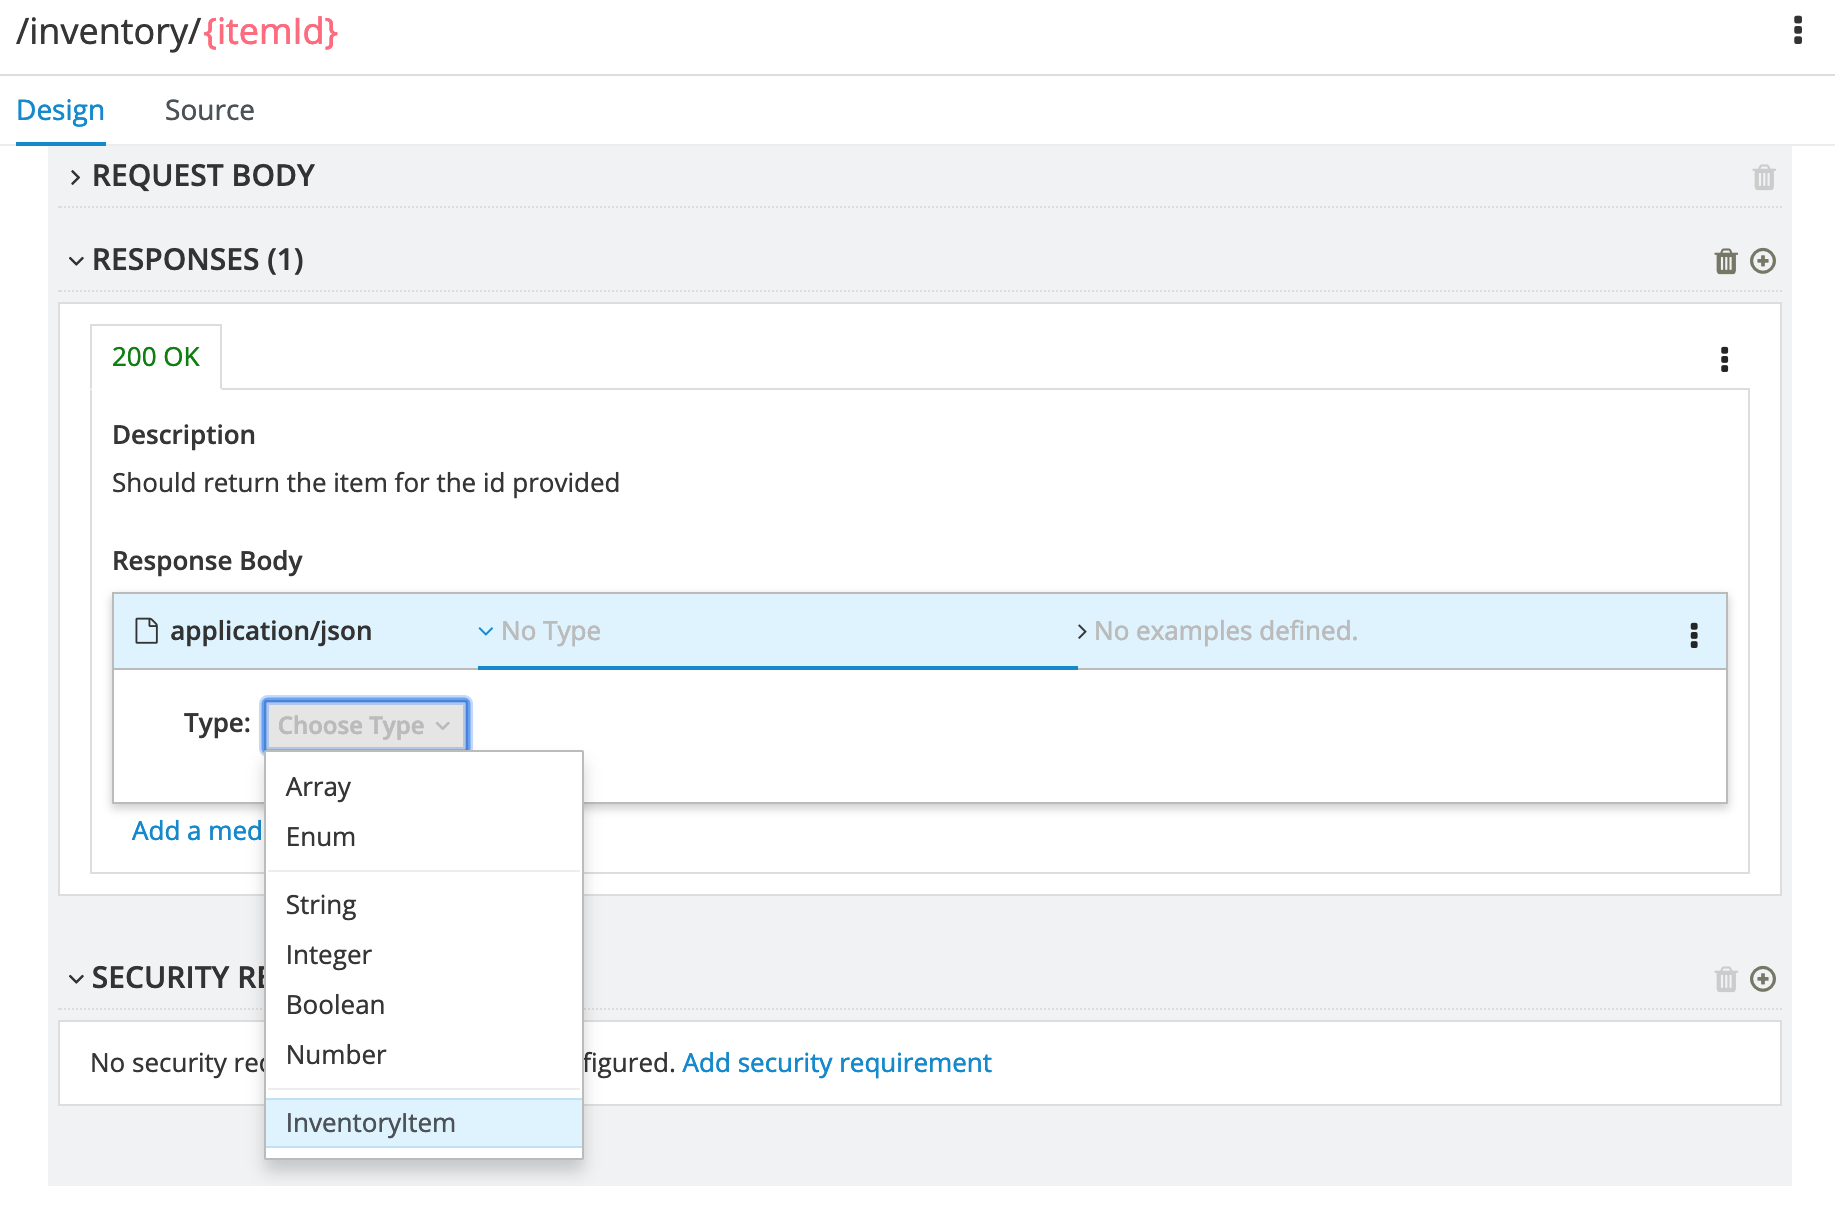 /inventory/{itemId}
Design Source
REQUEST BODY
RESPONSES (1)
200 OK
Description
Should return the item for the id provided
Response Body
application/json No Type No examples defined.
Type: Choose Type
Array
Add a med
Enum
String
Integer
SECURITY RE
Boolean
Number
No security figured. Add security requirement
InventoryItem